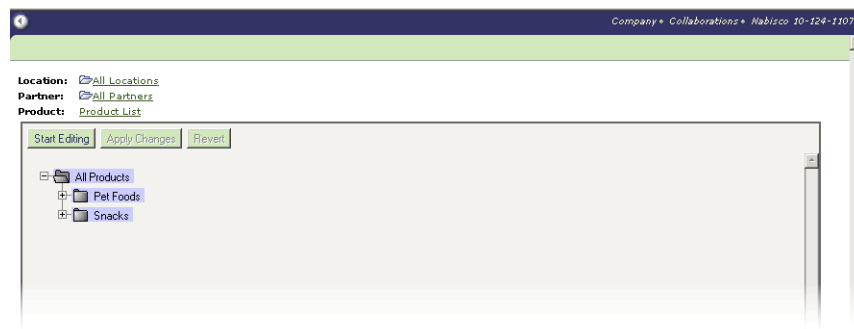 Company • Collaborations • Nabisco 10-124-1107
Location: All Locations
Partner: All Partners
Product: Product List
Start Editing Apply Changes Revert
All Products
Pet Foods
Snacks